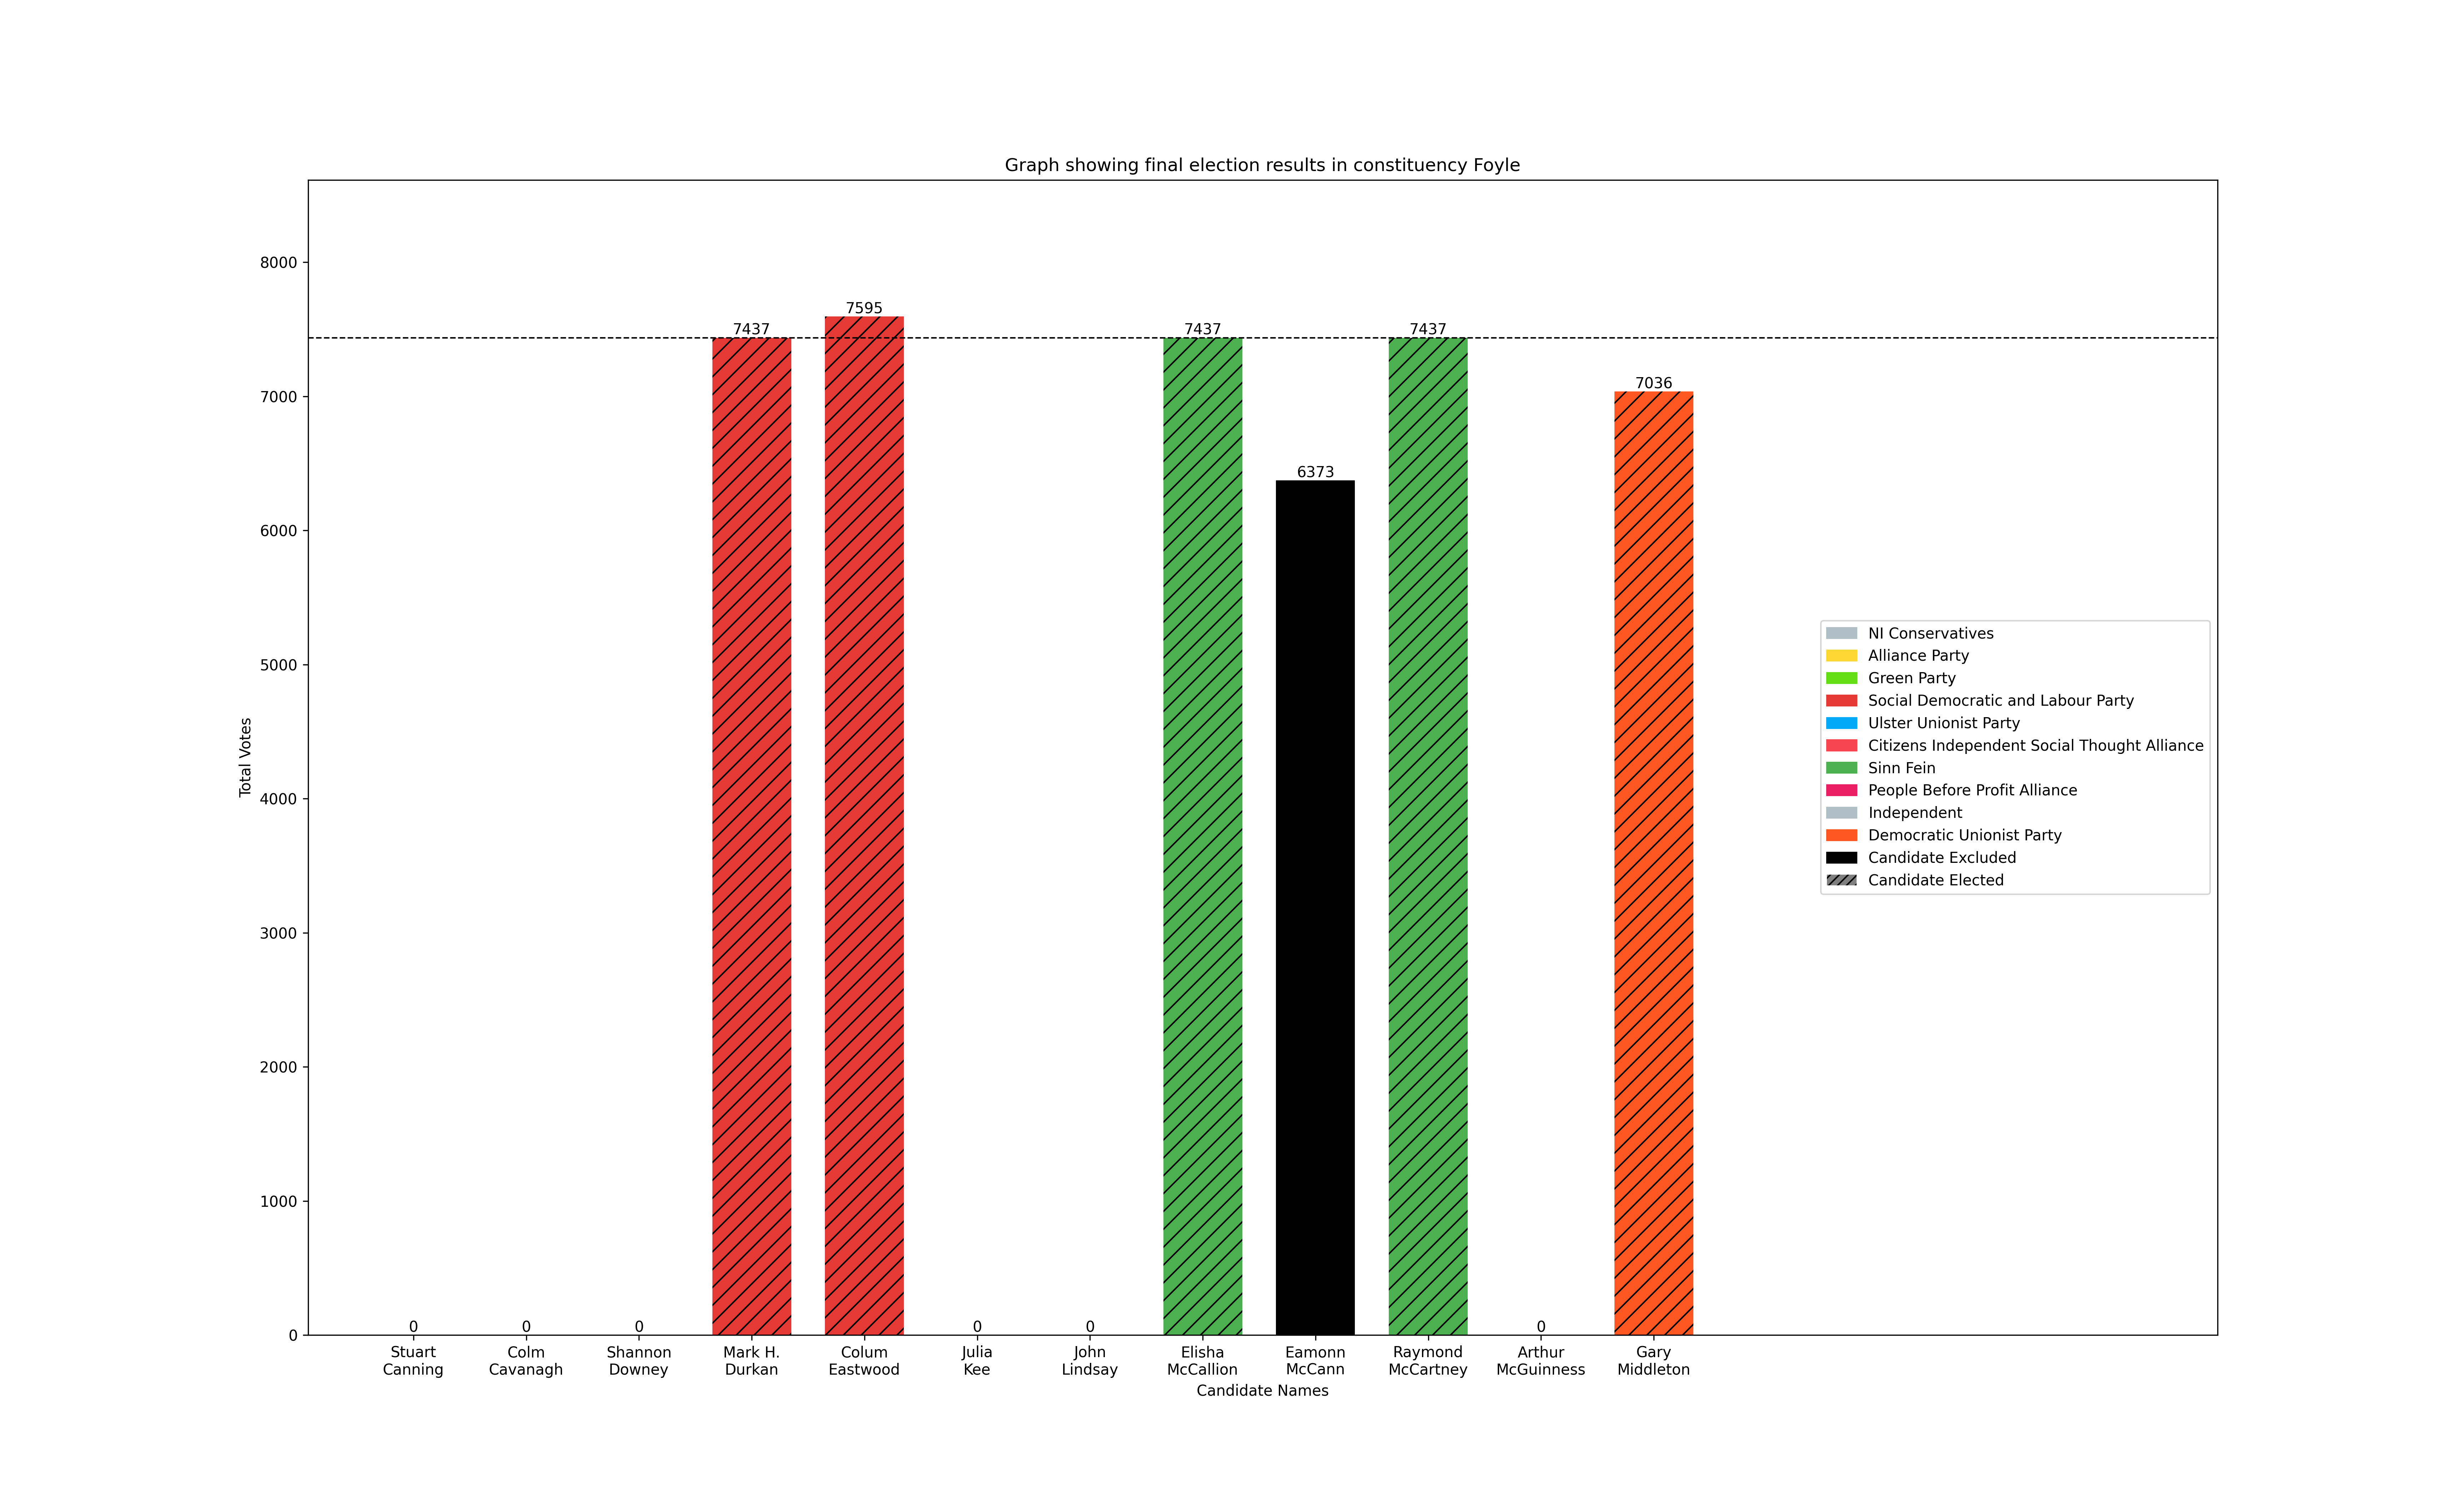 Graph showing final election results in constituency Foyle
Total Votes
8000
7000
6000
5000
4000
3000
2000
1000
0
0
0
0
7437
7595
0
0
7437
6373
7437
0
7036
Stuart
Canning
Colm
Cavanagh
Shannon
Downey
Mark H.
Durkan
Colum
Eastwood
Julia
Kee
John
Lindsay
Elisha
McCallion
Eamonn
McCann
Raymond
McCartney
Arthur
McGuinness
Gary
Middleton
Candidate Names
NI Conservatives
Alliance Party
Green Party
Social Democratic and Labour Party
Ulster Unionist Party
Citizens Independent Social Thought Alliance
Sinn Fein
People Before Profit Alliance
Independent
Democratic Unionist Party
Candidate Excluded
Candidate Elected